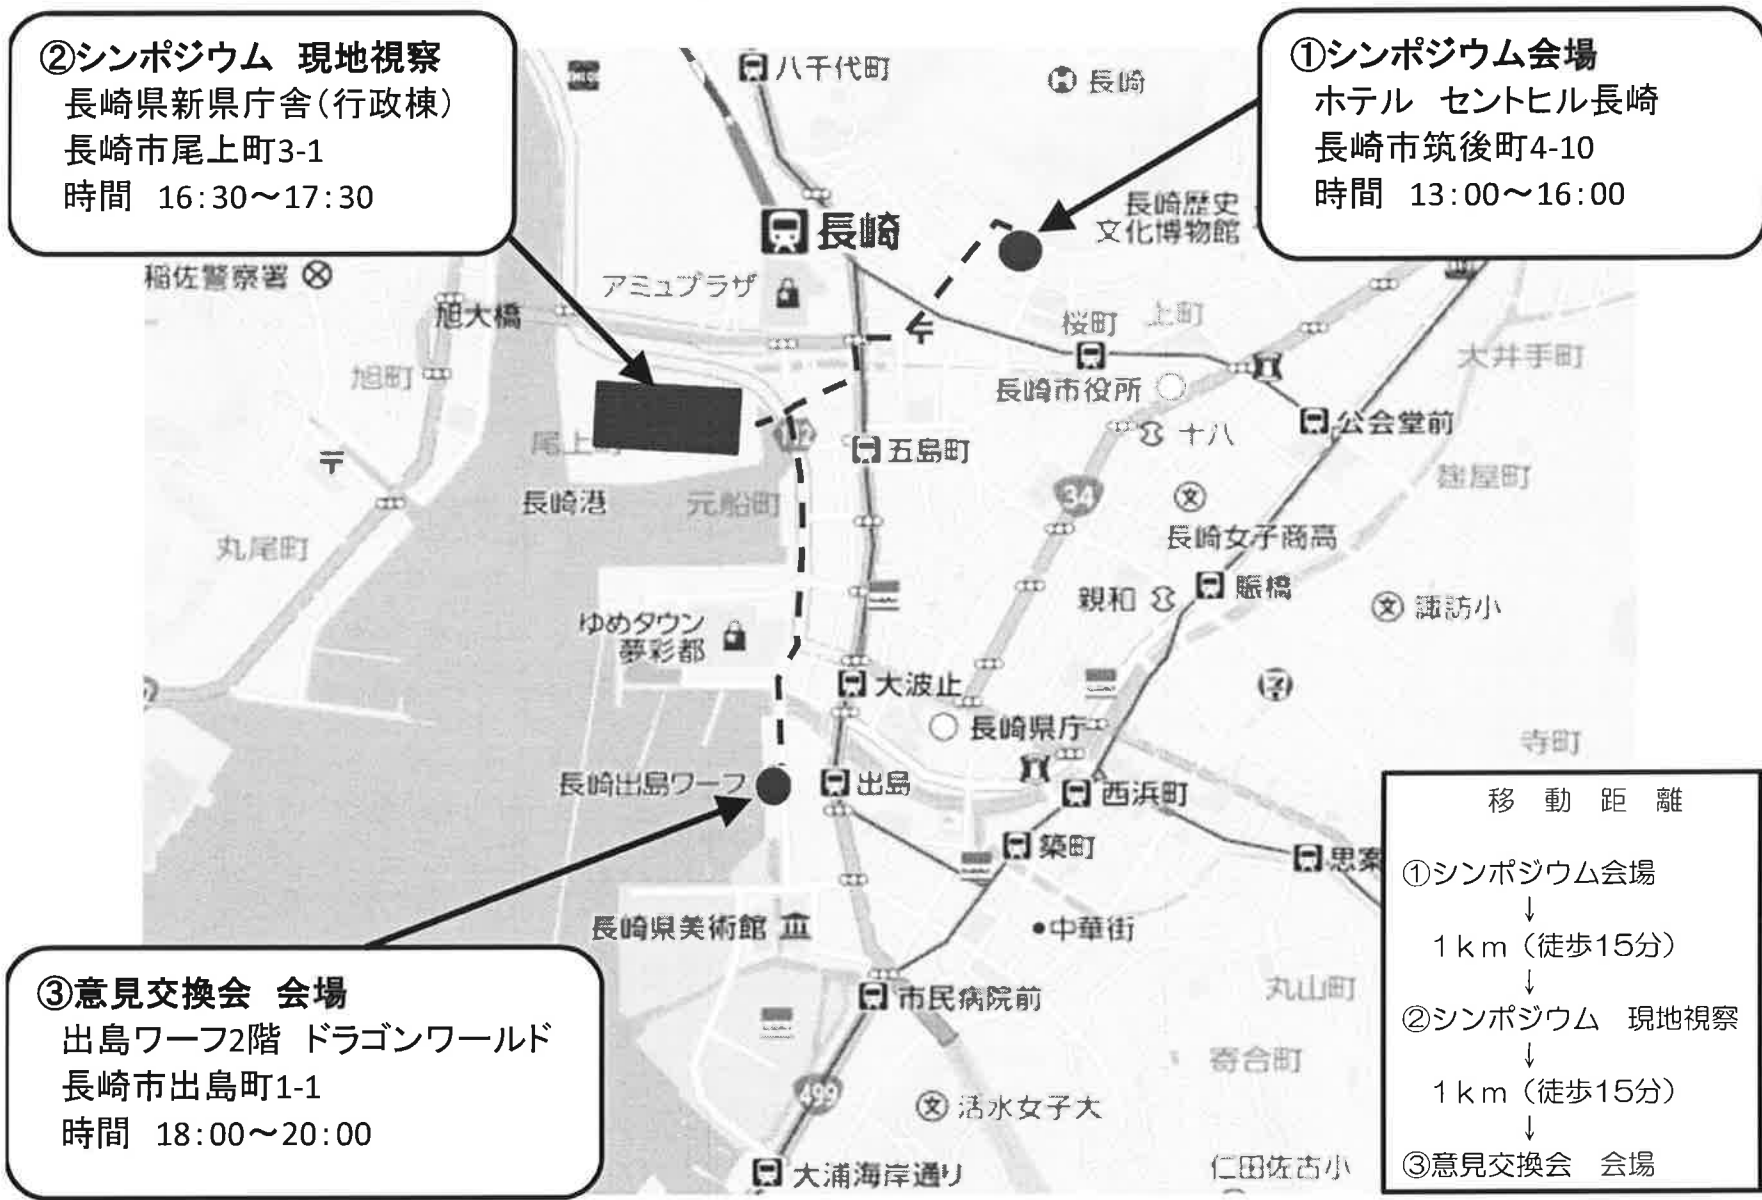 ②シンポジウム 現地視察
長崎県新県庁舎（行政棟）
長崎市尾上町3-1
時間 16:30～17:30
①シンポジウム会場
ホテル セントヒル長崎
長崎市筑後町4-10
時間 13:00～16:00
八千代町
長崎
長崎歴史
文化博物館
長崎
稲佐警察署
アミュプラザ
旭大橋
桜町
上町
大井手町
旭町
長崎市役所
公会堂前
十八
尾上町
五島町
麹屋町
長崎港
元船町
34
長崎女子商高
丸尾町
親和
賑橋
諏訪小
ゆめタウン
夢彩都
大波止
長崎県庁
寺町
長崎出島ワーフ
出島
西浜町
築町
思案
長崎県美術館
中華街
市民病院前
丸山町
寄合町
499
活水女子大
大浦海岸通り
仁田佐古小
③意見交換会 会場
出島ワーフ2階 ドラゴンワールド
長崎市出島町1-1
時間 18:00～20:00
移動距離
①シンポジウム会場
↓
1km（徒歩15分）
↓
②シンポジウム 現地視察
↓
1km（徒歩15分）
↓
③意見交換会 会場